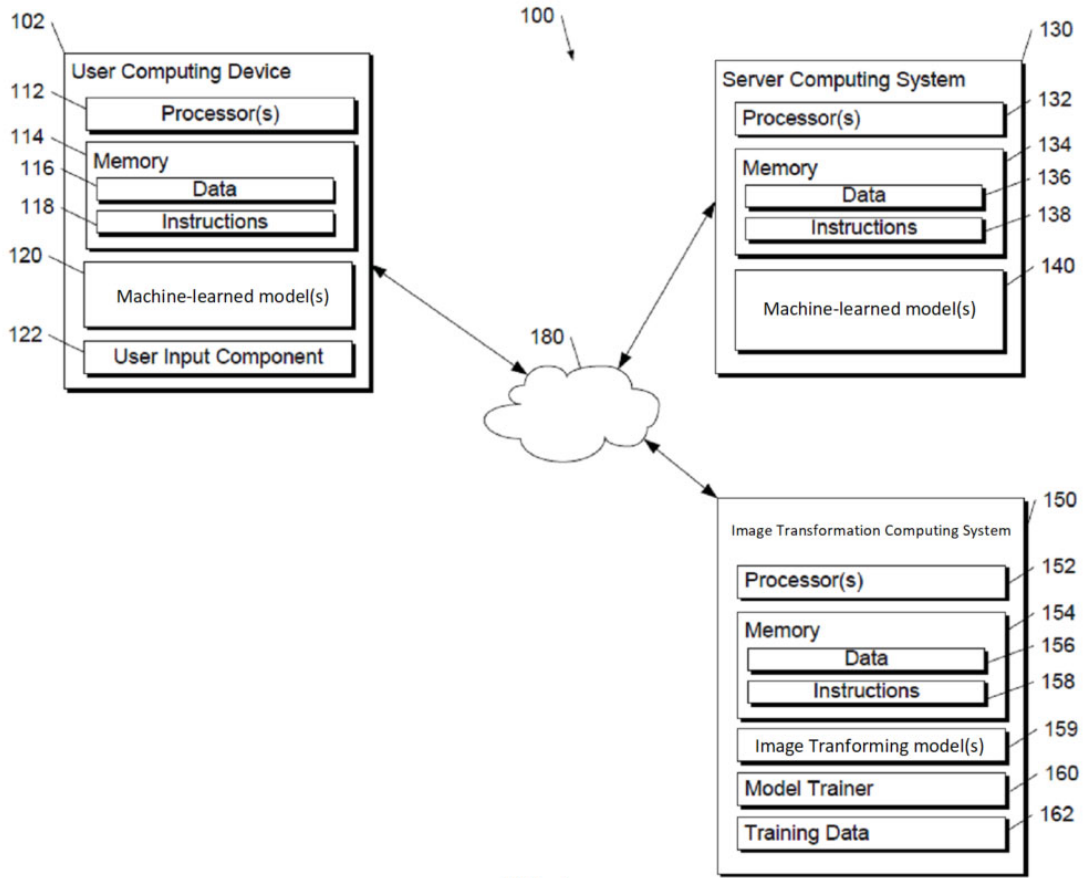 100
102
User Computing Device
112
Processor(s)
114
Memory
116
Data
118
Instructions
120
Machine-learned model(s)
122
User Input Component
130
Server Computing System
132
Processor(s)
134
Memory
136
Data
138
Instructions
140
Machine-learned model(s)
180
150
Image Transformation Computing System
152
Processor(s)
154
Memory
156
Data
158
Instructions
159
Image Tranforming model(s)
160
Model Trainer
162
Training Data